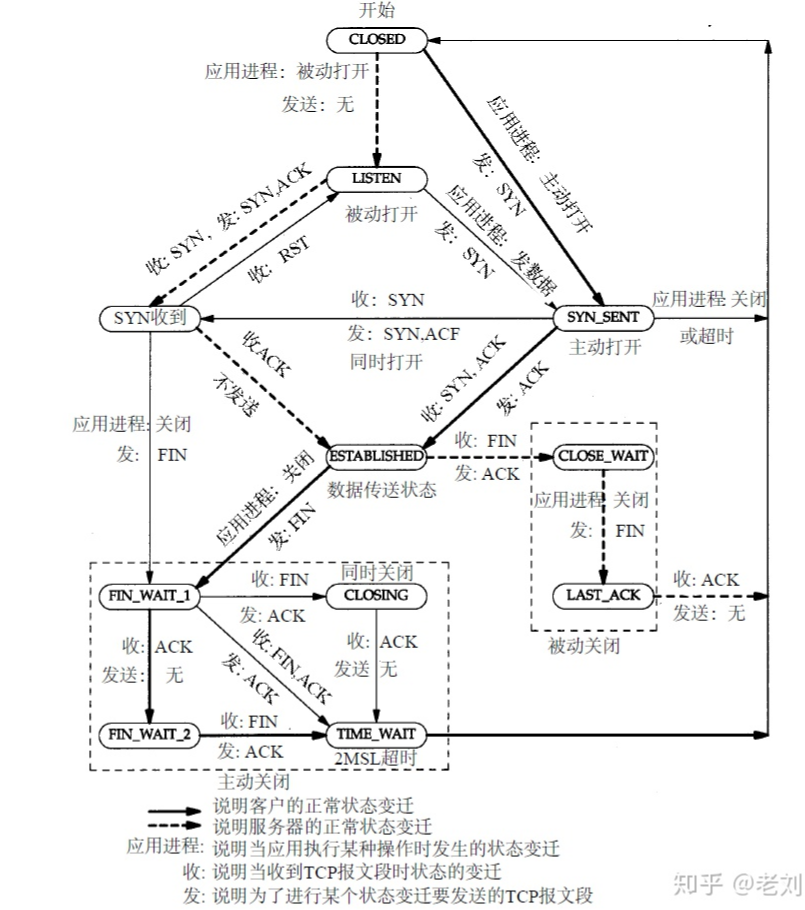 开始
CLOSED
应用进程：被动打开
发送：无
应用进程：主动打开
发：SYN
LISTEN
被动打开
收：SYN，发：SYN,ACK
收：RST
应用进程：发数据
发：SYN
SYN收到
收：SYN
发：SYN,ACF
同时打开
SYN_SENT
主动打开
应用进程 关闭
或超时
收ACK
不发送
收：SYN, ACK
发：ACK
应用进程: 关闭
发： FIN
ESTABLISHED
数据传送状态
收：FIN
发: ACK
CLOSE_WAIT
应用进程 关闭
发： FIN
LAST_ACK
收：ACK
发送：无
被动关闭
应用进程：关闭
发: FIN
同时关闭
FIN_WAIT_1
收: FIN
发: ACK
CLOSING
收: ACK
发送： 无
收: FIN,ACK
发: ACK
收: ACK
发送 无
FIN_WAIT_2
收: FIN
发: ACK
TIME_WAIT
2MSL超时
主动关闭
说明客户的正常状态变迁
说明服务器的正常状态变迁
应用进程: 说明当应用执行某种操作时发生的状态变迁
收: 说明当收到TCP报文段时状态的变迁
发: 说明为了进行某个状态变迁要发送的TCP报文段
知乎 @老刘